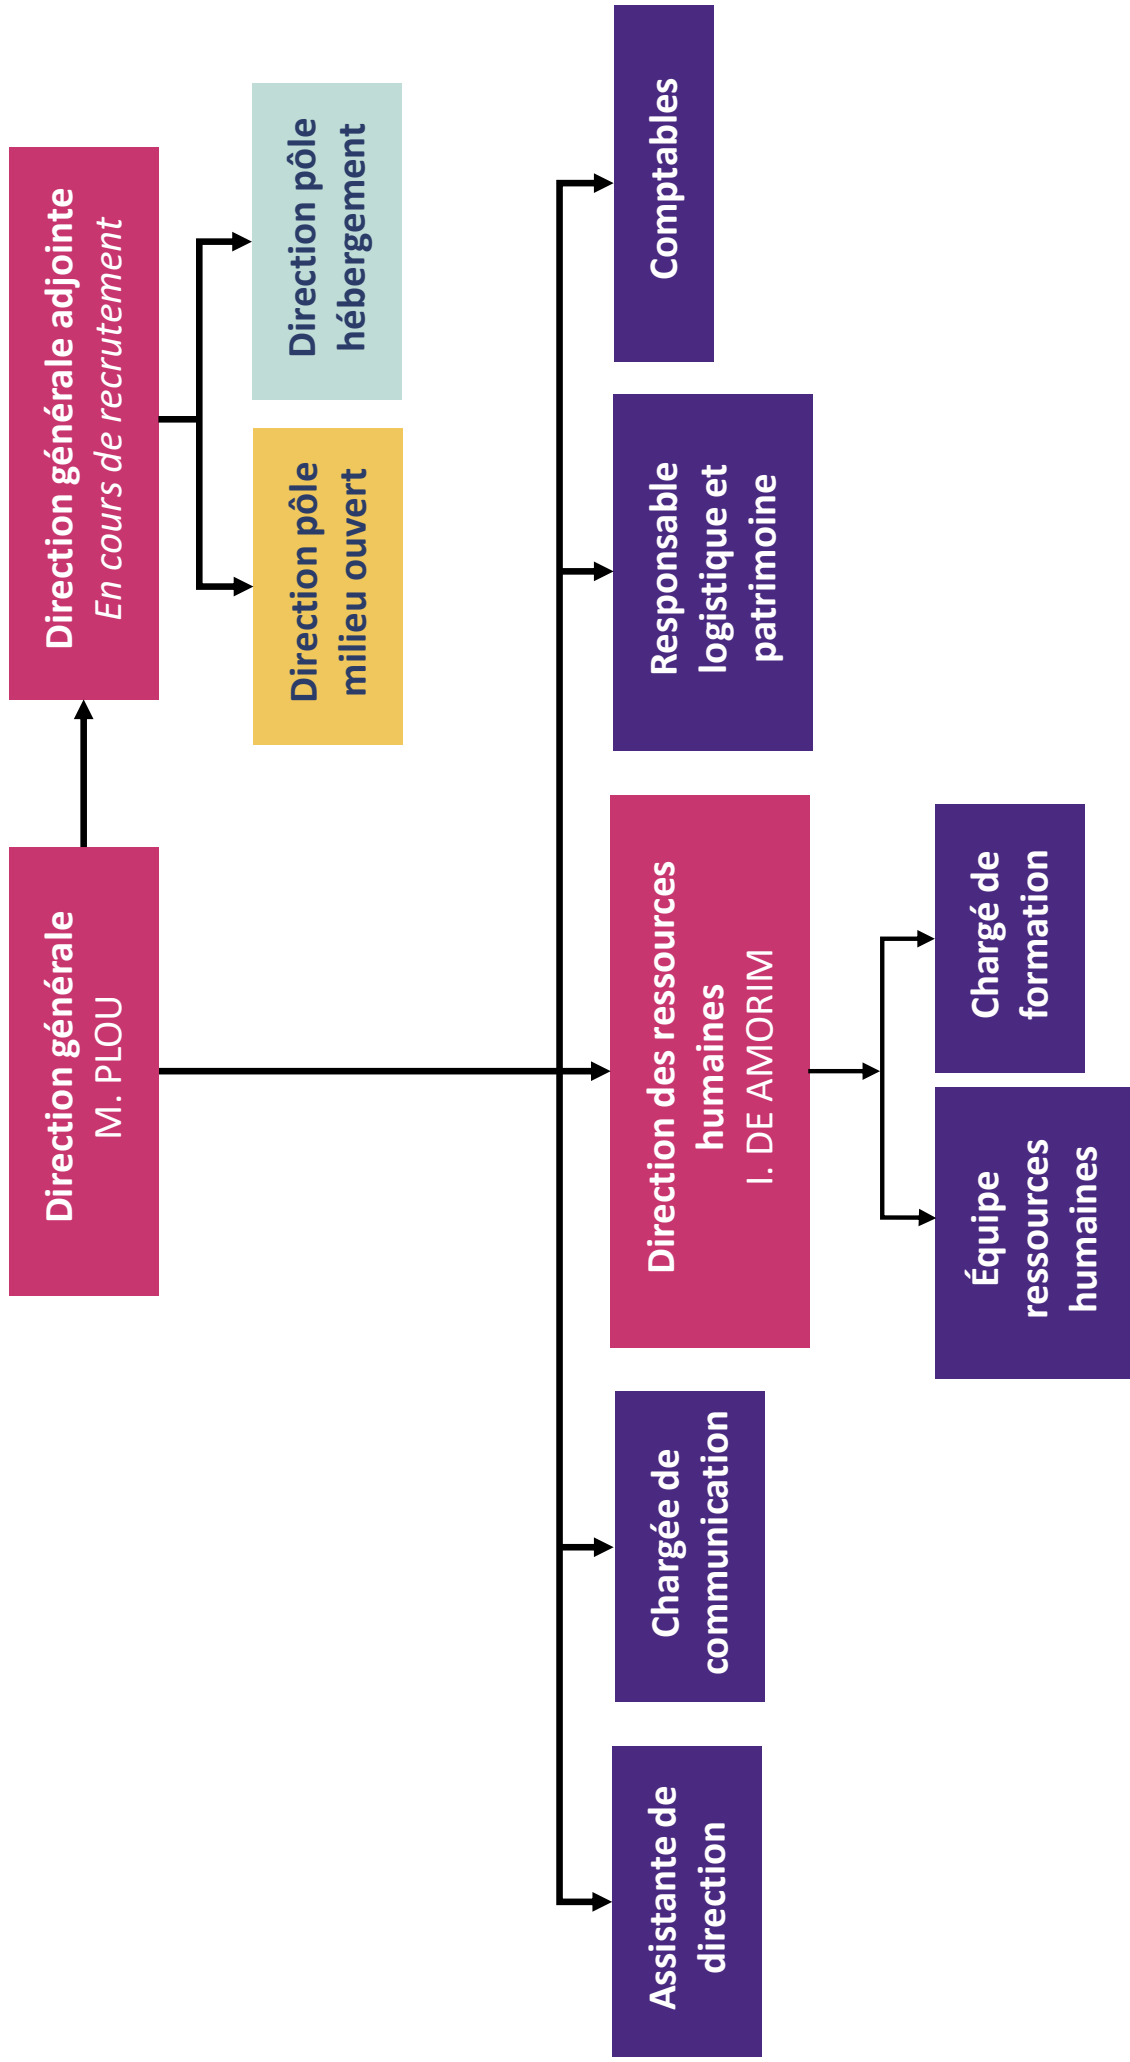 Direction générale
M. PLOU
Direction générale adjointe
En cours de recrutement
Direction pôle
milieu ouvert
Direction pôle
hébergement
Assistante de
direction
Chargée de
communication
Direction des ressources
humaines
I. DE AMORIM
Responsable
logistique et
patrimoine
Comptables
Équipe
ressources
humaines
Chargé de
formation